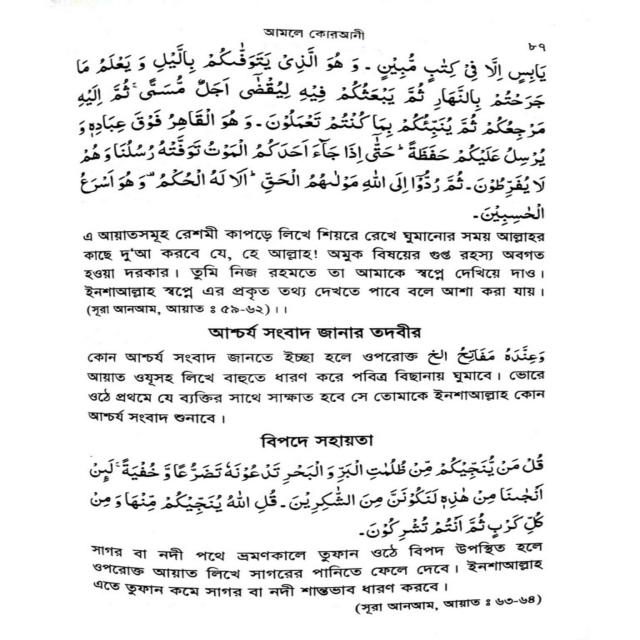 আমলে কোরআনী
৮৭
يَابِسٍ اِلَّا فِىْ كِتٰبٍ مُّبِيْنٍ ـ وَ هُوَ الَّذِىْ يَتَوَفّٰىكُمْ بِالَّيْلِ وَ يَعْلَمُ مَا
جَرَحْتُمْ بِالنَّهَارِ ثُمَّ يَبْعَثُكُمْ فِيْهِ لِيُقْضٰٓى اَجَلٌ مُّسَمًّى ۚ ثُمَّ اِلَيْهِ
مَرْجِعُكُمْ ثُمَّ يُنَبِّئُكُمْ بِمَا كُنْتُمْ تَعْمَلُوْنَ ـ وَ هُوَ الْقَاهِرُ فَوْقَ عِبَادِهٖ وَ
يُرْسِلُ عَلَيْكُمْ حَفَظَةً ؕ حَتّٰٓى اِذَا جَآءَ اَحَدَكُمُ الْمَوْتُ تَوَفَّتْهُ رُسُلُنَا وَ هُمْ
لَا يُفَرِّطُوْنَ ـ ثُمَّ رُدُّوْٓا اِلَى اللّٰهِ مَوْلٰىهُمُ الْحَقِّ ؕ اَلَا لَهُ الْحُكْمُ ۫ وَ هُوَ اَسْرَعُ
الْحٰسِبِيْنَ ـ
এ আয়াতসমূহ রেশমী কাপড়ে লিখে শিয়রে রেখে ঘুমানোর সময় আল্লাহর
কাছে দু'আ করবে যে, হে আল্লাহ! অমুক বিষয়ের গুপ্ত রহস্য অবগত
হওয়া দরকার। তুমি নিজ রহমতে তা আমাকে স্বপ্নে দেখিয়ে দাও।
ইনশাআল্লাহ স্বপ্নে এর প্রকৃত তথ্য দেখতে পাবে বলে আশা করা যায়।
(সূরা আনআম, আয়াত ঃ ৫৯-৬২)।।
আশ্চর্য সংবাদ জানার তদবীর
কোন আশ্চর্য সংবাদ জানতে ইচ্ছা হলে উপরোক্ত وَعِنْدَهٗ مَفَاتِحُ الخ
আয়াত ওযূসহ লিখে বাহুতে ধারণ করে পবিত্র বিছানায় ঘুমাবে। ভোরে
ওঠে প্রথমে যে ব্যক্তির সাথে সাক্ষাত হবে সে তোমাকে ইনশাআল্লাহ কোন
আশ্চর্য সংবাদ শুনাবে।
বিপদে সহায়তা
قُلْ مَنْ يُّنَجِّيْكُمْ مِّنْ ظُلُمٰتِ الْبَرِّ وَ الْبَحْرِ تَدْعُوْنَهٗ تَضَرُّعًا وَّ خُفْيَةً ۚ لَئِنْ
اَنْجٰىنَا مِنْ هٰذِهٖ لَنَكُوْنَنَّ مِنَ الشّٰكِرِيْنَ ـ قُلِ اللّٰهُ يُنَجِّيْكُمْ مِّنْهَا وَ مِنْ
كُلِّ كَرْبٍ ثُمَّ اَنْتُمْ تُشْرِكُوْنَ ـ
সাগর বা নদী পথে ভ্রমণকালে তুফান ওঠে বিপদ উপস্থিত হলে
উপরোক্ত আয়াত লিখে সাগরের পানিতে ফেলে দেবে। ইনশাআল্লাহ
এতে তুফান কমে সাগর বা নদী শান্তভাব ধারণ করবে।
(সূরা আনআম, আয়াত ঃ ৬৩-৬৪)